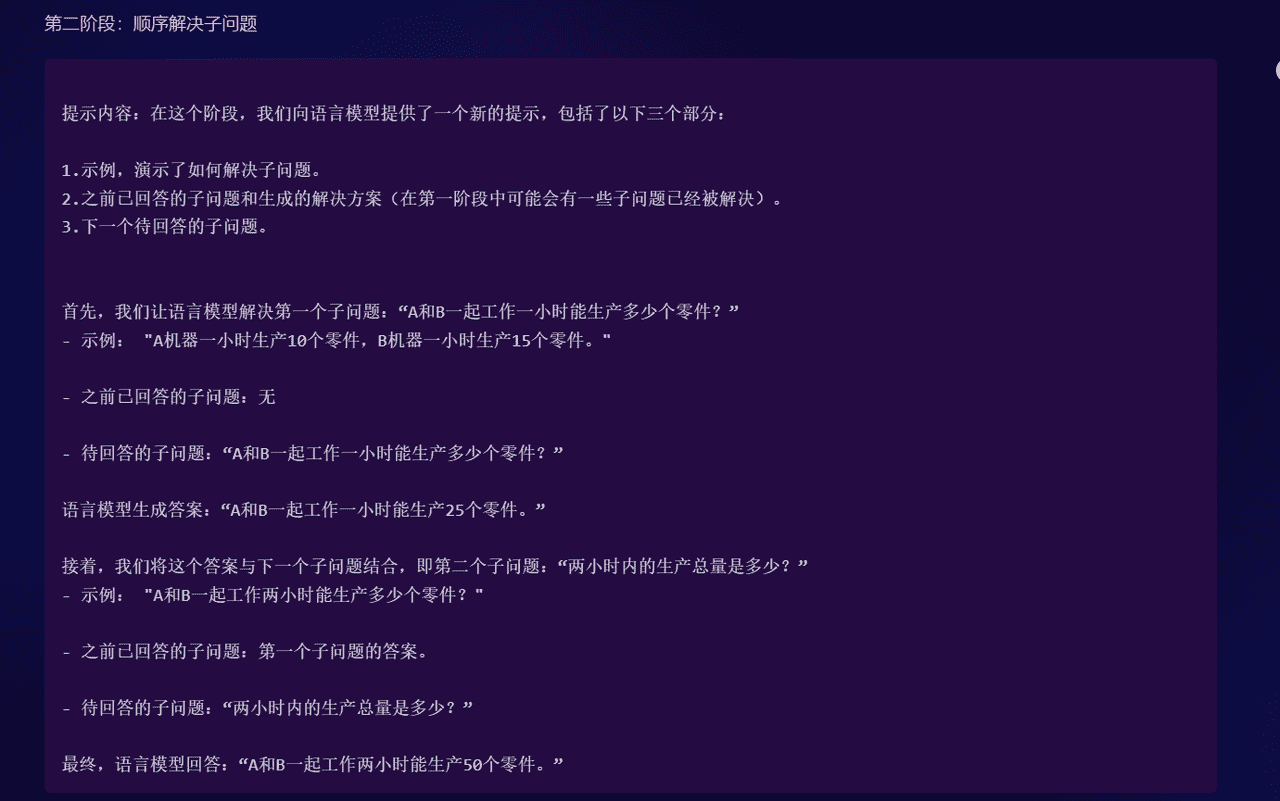 第二阶段：顺序解决子问题
提示内容：在这个阶段，我们向语言模型提供了一个新的提示，包括了以下三个部分：
1.示例，演示了如何解决子问题。
2.之前已回答的子问题和生成的解决方案（在第一阶段中可能会有一些子问题已经被解决）。
3.下一个待回答的子问题。
首先，我们让语言模型解决第一个子问题：“A和B一起工作一小时能生产多少个零件？”
- 示例： "A机器一小时生产10个零件，B机器一小时生产15个零件。"
- 之前已回答的子问题：无
- 待回答的子问题：“A和B一起工作一小时能生产多少个零件？”
语言模型生成答案：“A和B一起工作一小时能生产25个零件。”
接着，我们将这个答案与下一个子问题结合，即第二个子问题：“两小时内的生产总量是多少？”
- 示例： "A和B一起工作两小时能生产多少个零件？"
- 之前已回答的子问题：第一个子问题的答案。
- 待回答的子问题：“两小时内的生产总量是多少？”
最终，语言模型回答：“A和B一起工作两小时能生产50个零件。”